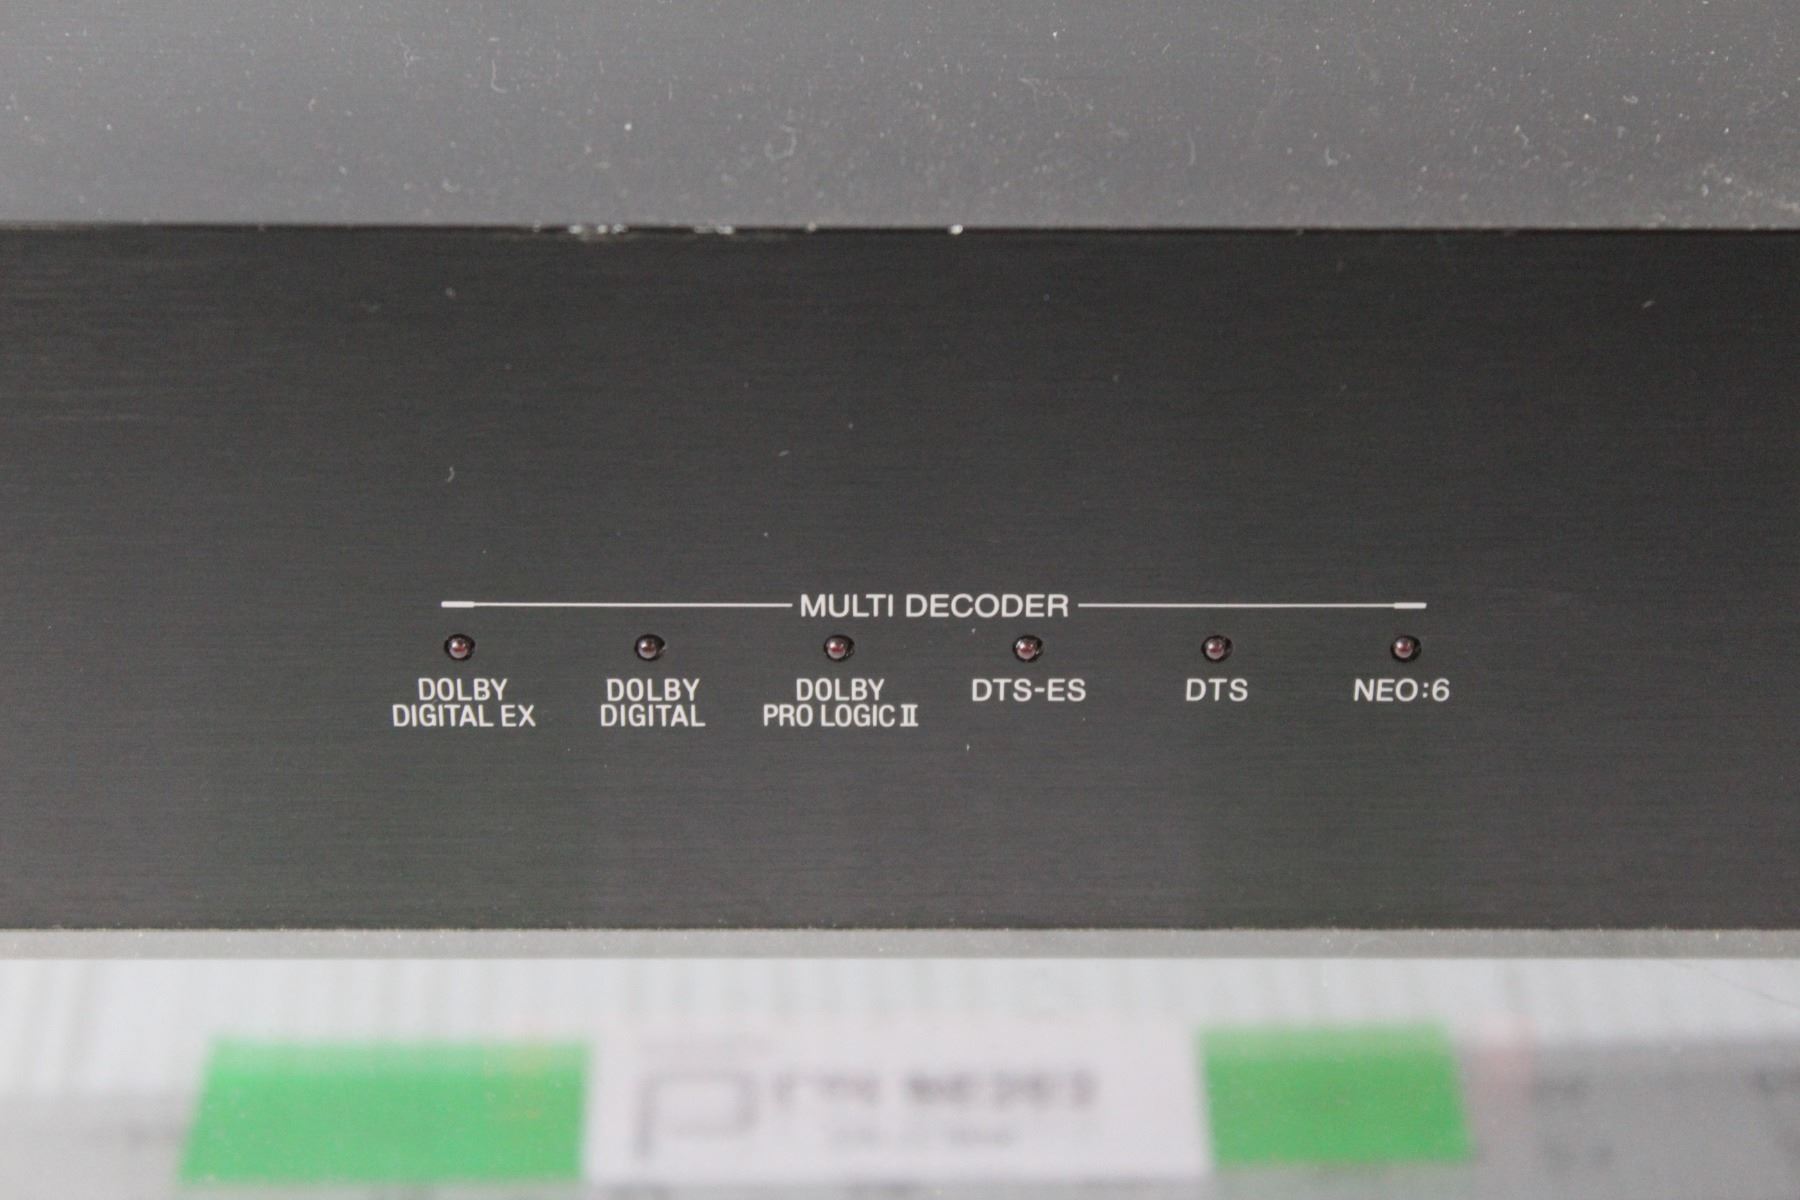 MULTI DECODER
DOLBY
DIGITAL EX
DOLBY
DIGITAL
DOLBY
PRO LOGIC II
DTS-ES
DTS
NEO:6